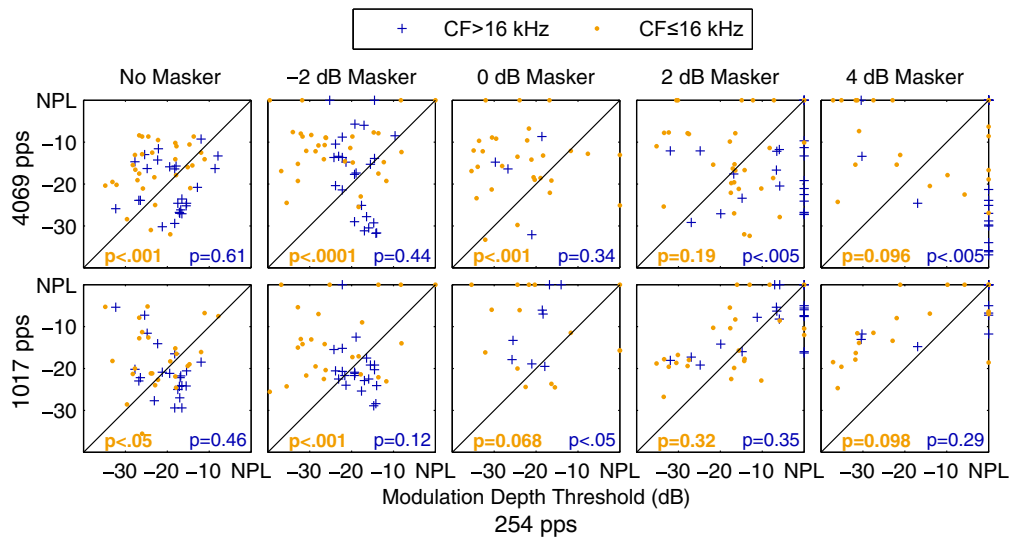 CF>16 kHz CF≤16 kHz
No Masker −2 dB Masker 0 dB Masker 2 dB Masker 4 dB Masker
4069 pps
NPL
−10
−20
−30
p<.001 p=0.61 p<.0001 p=0.44 p<.001 p=0.34 p=0.19 p<.005 p=0.096 p<.005
1017 pps
NPL
−10
−20
−30
p<.05 p=0.46 p<.001 p=0.12 p=0.068 p<.05 p=0.32 p=0.35 p=0.098 p=0.29
−30 −20 −10 NPL −30 −20 −10 NPL −30 −20 −10 NPL −30 −20 −10 NPL −30 −20 −10 NPL
Modulation Depth Threshold (dB)
254 pps